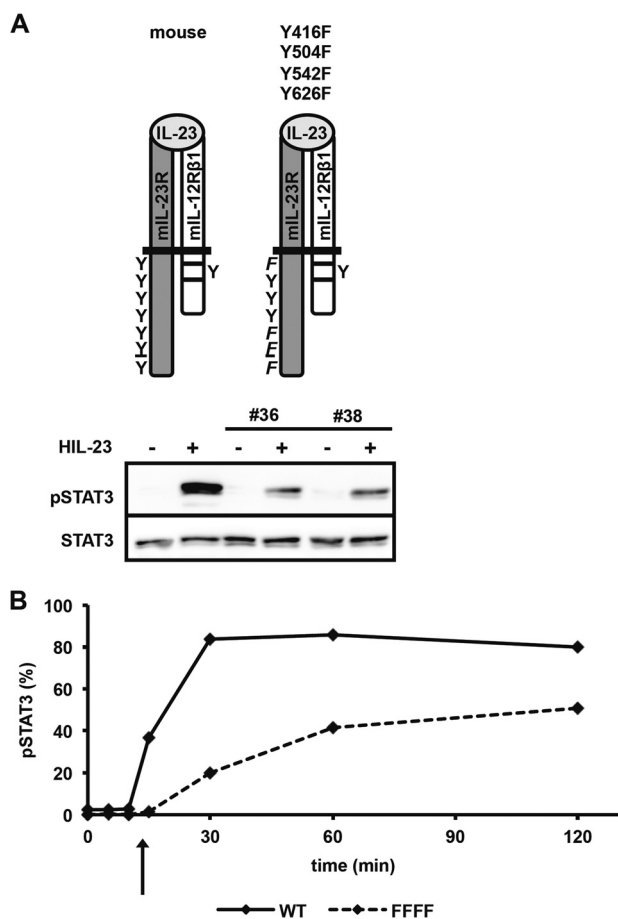 A
mouse
Y416F
Y504F
Y542F
Y626F
IL-23
IL-23
mIL-23R
mIL-12Rβ1
mIL-23R
mIL-12Rβ1
Y
Y
Y
Y
Y
Y
Y
Y
F
Y
Y
Y
F
F
F
Y
#36
#38
HIL-23
- + - + - +
pSTAT3
STAT3
B
pSTAT3 (%)
100
80
60
40
20
0
0 30 60 90 120
time (min)
WT
FFFF